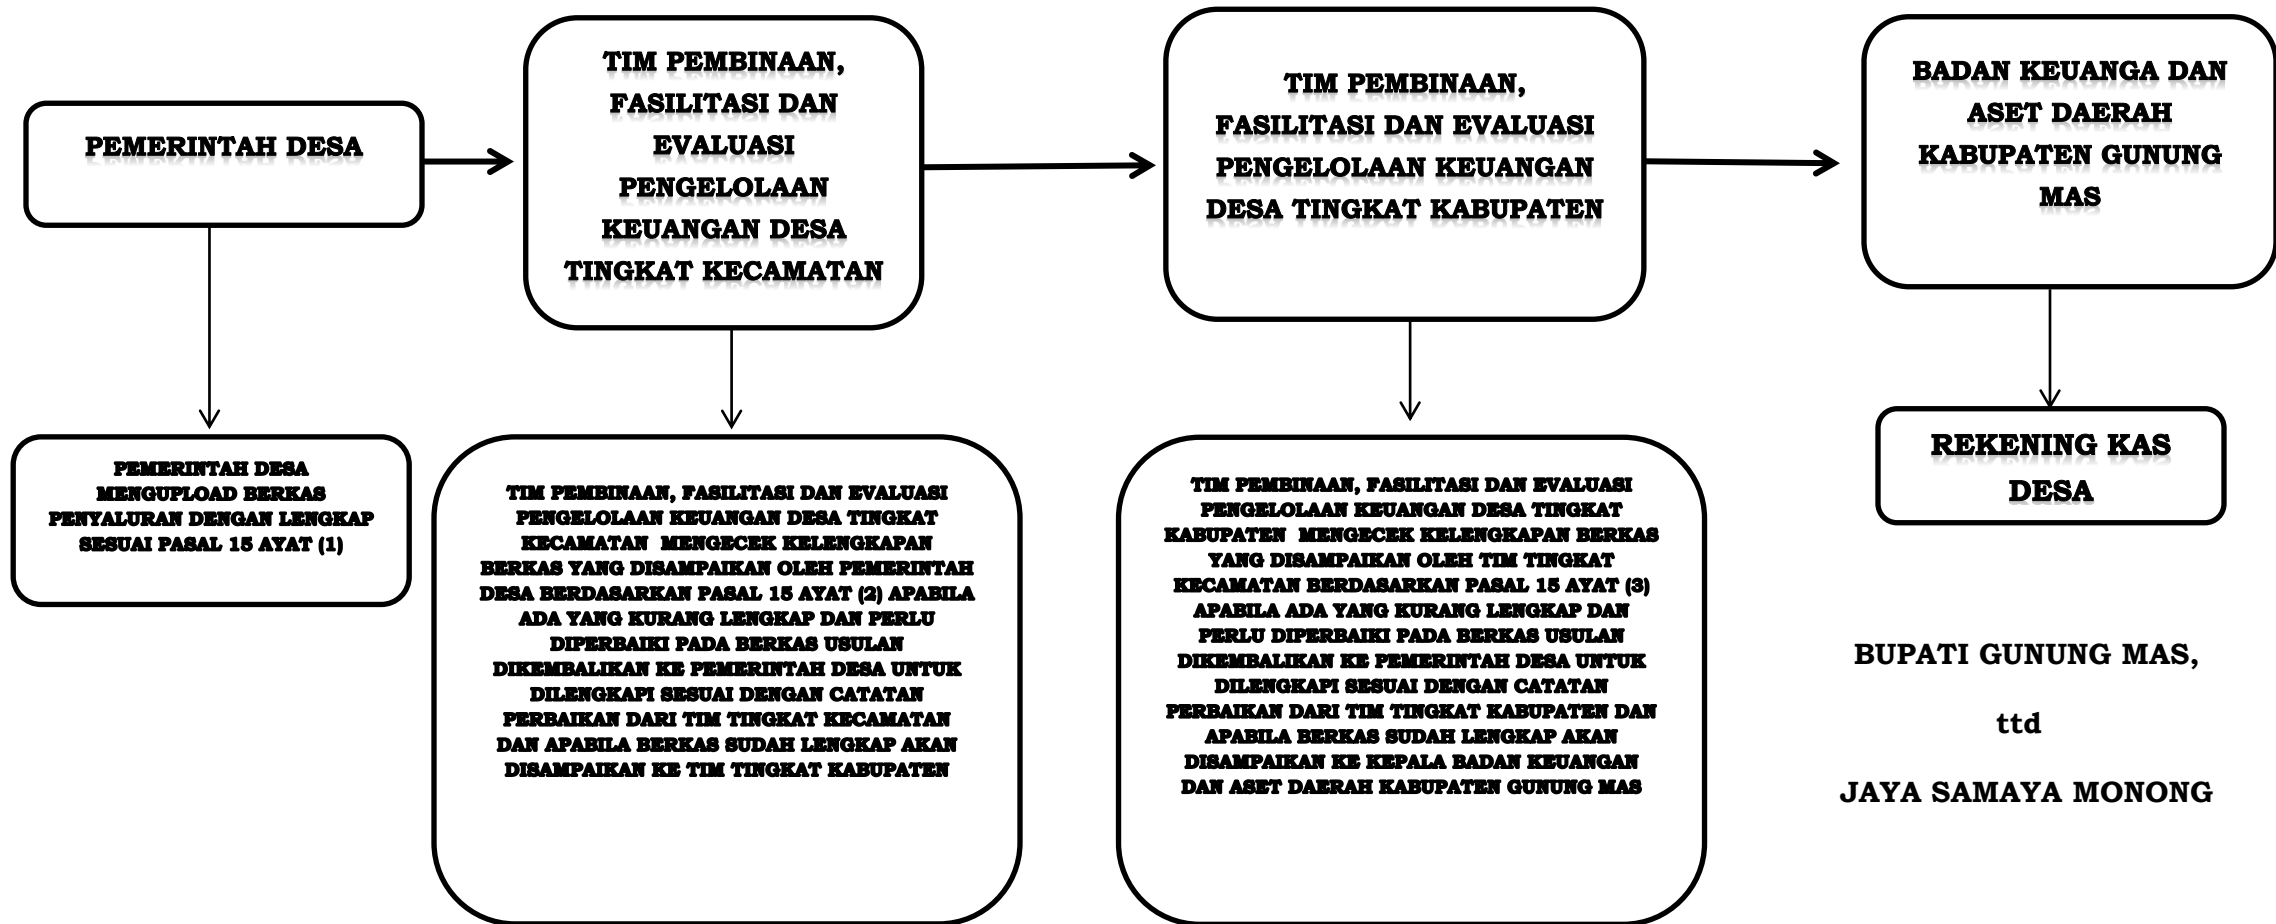 PEMERINTAH DESA
TIM PEMBINAAN,
FASILITASI DAN
EVALUASI
PENGELOLAAN
KEUANGAN DESA
TINGKAT KECAMATAN
TIM PEMBINAAN,
FASILITASI DAN EVALUASI
PENGELOLAAN KEUANGAN
DESA TINGKAT KABUPATEN
BADAN KEUANGA DAN
ASET DAERAH
KABUPATEN GUNUNG
MAS
PEMERINTAH DESA
MENGUPLOAD BERKAS
PENYALURAN DENGAN LENGKAP
SESUAI PASAL 15 AYAT (1)
TIM PEMBINAAN, FASILITASI DAN EVALUASI
PENGELOLAAN KEUANGAN DESA TINGKAT
KECAMATAN MENGECEK KELENGKAPAN
BERKAS YANG DISAMPAIKAN OLEH PEMERINTAH
DESA BERDASARKAN PASAL 15 AYAT (2) APABILA
ADA YANG KURANG LENGKAP DAN PERLU
DIPERBAIKI PADA BERKAS USULAN
DIKEMBALIKAN KE PEMERINTAH DESA UNTUK
DILENGKAPI SESUAI DENGAN CATATAN
PERBAIKAN DARI TIM TINGKAT KECAMATAN
DAN APABILA BERKAS SUDAH LENGKAP AKAN
DISAMPAIKAN KE TIM TINGKAT KABUPATEN
TIM PEMBINAAN, FASILITASI DAN EVALUASI
PENGELOLAAN KEUANGAN DESA TINGKAT
KABUPATEN MENGECEK KELENGKAPAN BERKAS
YANG DISAMPAIKAN OLEH TIM TINGKAT
KECAMATAN BERDASARKAN PASAL 15 AYAT (3)
APABILA ADA YANG KURANG LENGKAP DAN
PERLU DIPERBAIKI PADA BERKAS USULAN
DIKEMBALIKAN KE PEMERINTAH DESA UNTUK
DILENGKAPI SESUAI DENGAN CATATAN
PERBAIKAN DARI TIM TINGKAT KABUPATEN DAN
APABILA BERKAS SUDAH LENGKAP AKAN
DISAMPAIKAN KE KEPALA BADAN KEUANGAN
DAN ASET DAERAH KABUPATEN GUNUNG MAS
REKENING KAS
DESA
BUPATI GUNUNG MAS,
ttd
JAYA SAMAYA MONONG